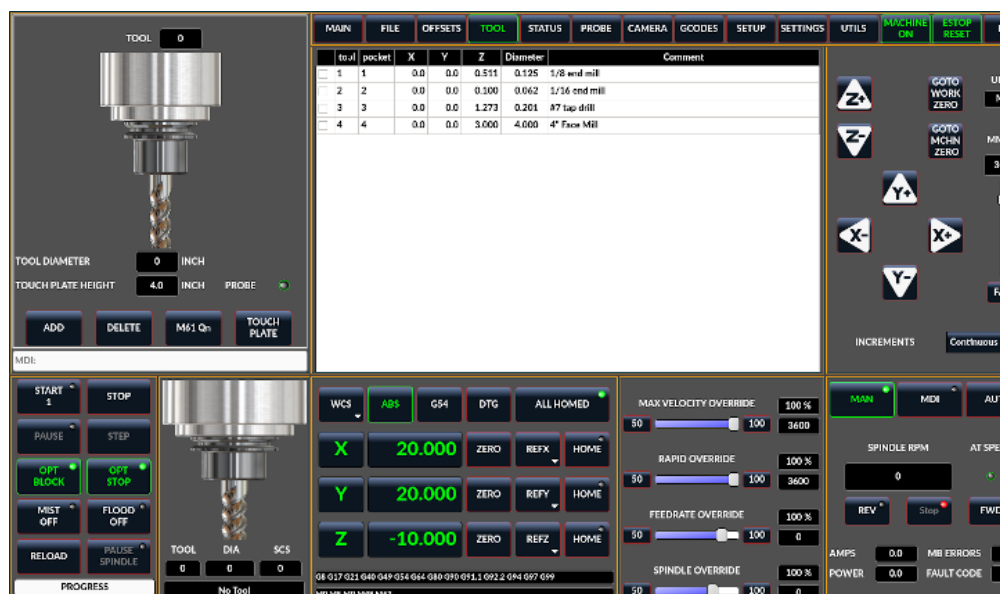 MAIN FILE OFFSETS TOOL STATUS PROBE CAMERA GCODES SETUP SETTINGS UTILS MACHINE ON ESTOP RESET
TOOL 0
tool pocket X Y Z Diameter Comment
1 1 0.0 0.0 0.511 0.125 1/8 end mill
2 2 0.0 0.0 0.100 0.062 1/16 end mill
3 3 0.0 0.0 1.273 0.201 #7 tap drill
4 4 0.0 0.0 3.000 4.000 4" Face Mill
TOOL DIAMETER 0 INCH
TOUCH PLATE HEIGHT 4.0 INCH PROBE
ADD DELETE M61 Qn TOUCH PLATE
MDI:
Z+ GOTO WORK ZERO
Z- GOTO MCHN ZERO
Y+
X- X+
Y-
INCREMENTS Continuous
START 1 STOP
PAUSE STEP
OPT BLOCK OPT STOP
MIST OFF FLOOD OFF
RELOAD PAUSE SPINDLE
PROGRESS
TOOL DIA SCS
0 0 0
No Tool
WCS ABS G54 DTG ALL HOMED
X 20.000 ZERO REFX HOME
Y 20.000 ZERO REFY HOME
Z -10.000 ZERO REFZ HOME
G8 G17 G21 G40 G49 G54 G64 G80 G90 G91.1 G92.2 G94 G97 G99
MAX VELOCITY OVERRIDE 100 %
50 100 3600
RAPID OVERRIDE 100 %
50 100 3600
FEEDRATE OVERRIDE 100 %
50 100 0
SPINDLE OVERRIDE 100 %
50 100 0
MAN MDI
SPINDLE RPM AT
0
REV Stop FWD
AMPS 0.0 MB ERRORS
POWER 0.0 FAULT CODE